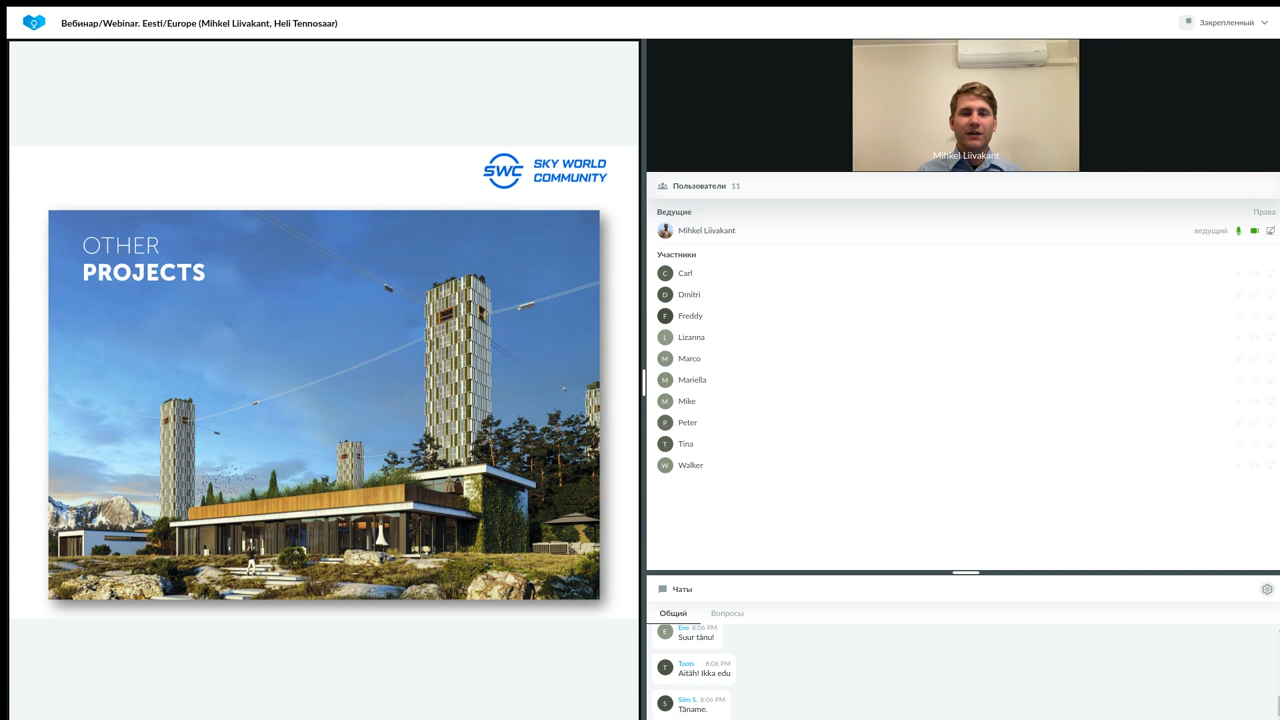 Вебинар/Webinar. Eesti/Europe (Mihkel Liivakant, Heli Tennosaar)
Закрепленный
SWC SKY WORLD
COMMUNITY
OTHER
PROJECTS
Mihkel Liivakant
Пользователи 11
Ведущие Права
Mihkel Liivakant ведущий
Участники
C Carl
D Dmitri
F Freddy
L Lizanna
M Marco
M Mariella
M Mike
P Peter
T Tina
W Walker
Чаты
Общий Вопросы
E Ene 8:06 PM
Suur tänu!
T Toots 8:06 PM
Aitäh! Ikka edu
S Siim S. 8:06 PM
Täname.